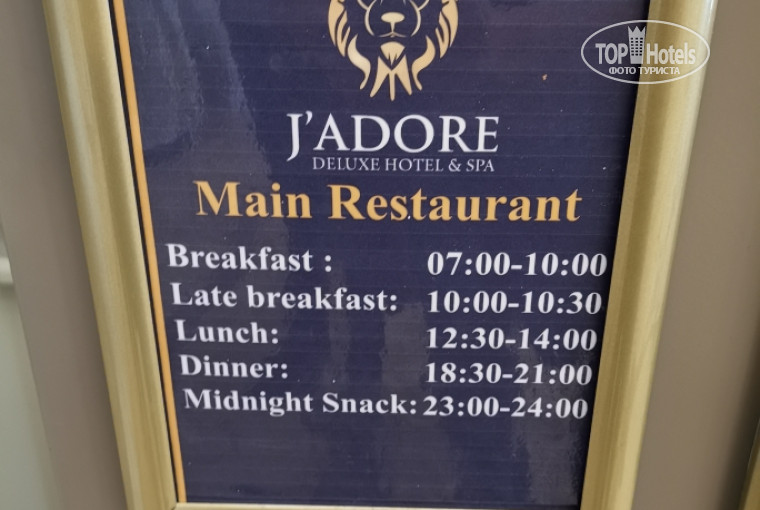 TOP Hotels
ФОТО ТУРИСТА
J'ADORE
DELUXE HOTEL & SPA
Main Restaurant
Breakfast : 07:00-10:00
Late breakfast: 10:00-10:30
Lunch: 12:30-14:00
Dinner: 18:30-21:00
Midnight Snack: 23:00-24:00